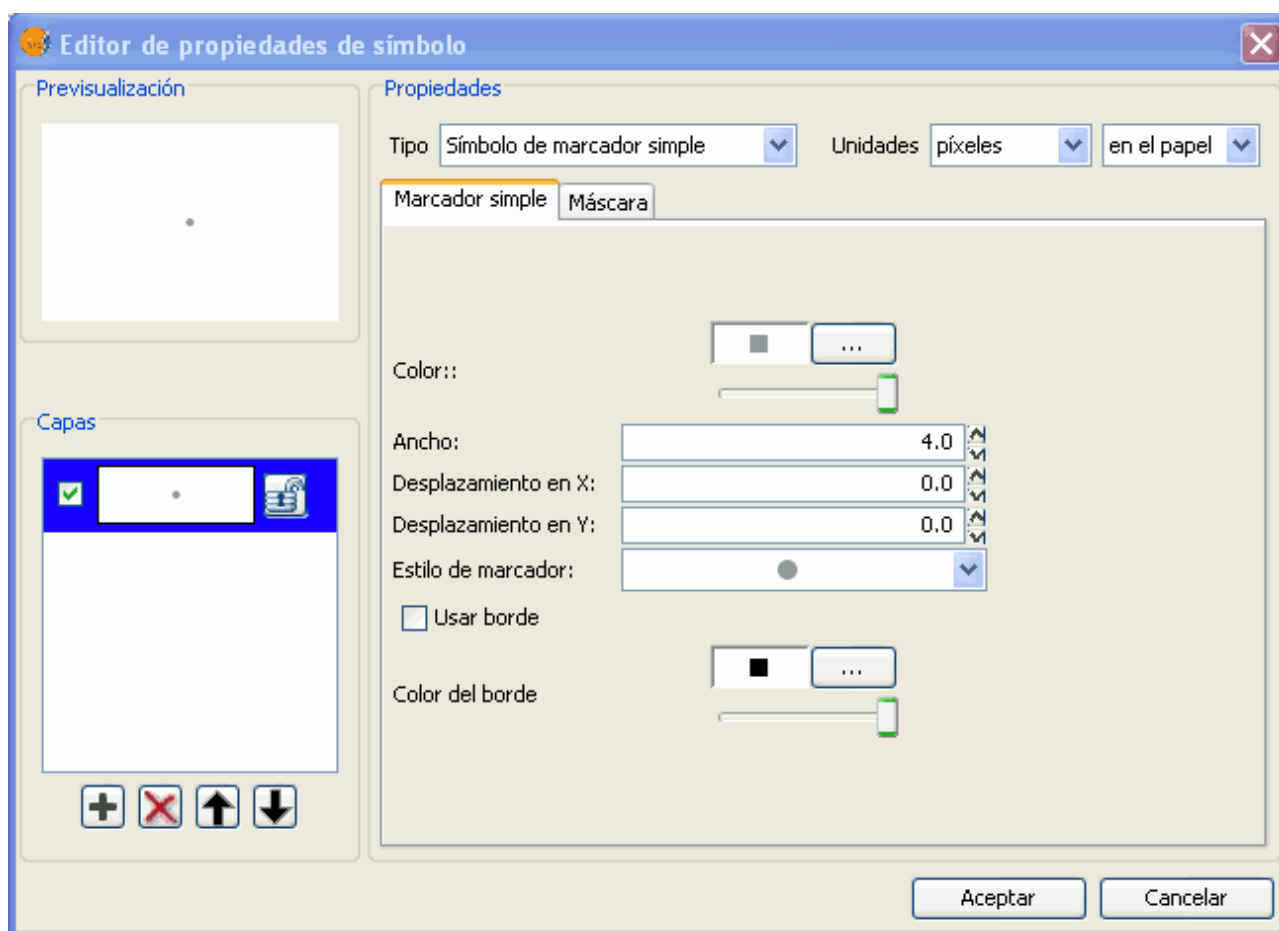 Editor de propiedades de símbolo
Previsualización
Propiedades
Tipo Símbolo de marcador simple Unidades píxeles en el papel
Marcador simple Máscara
Color::
...
Capas
Ancho: 4.0
Desplazamiento en X: 0.0
Desplazamiento en Y: 0.0
Estilo de marcador:
Usar borde
Color del borde
...
Aceptar Cancelar